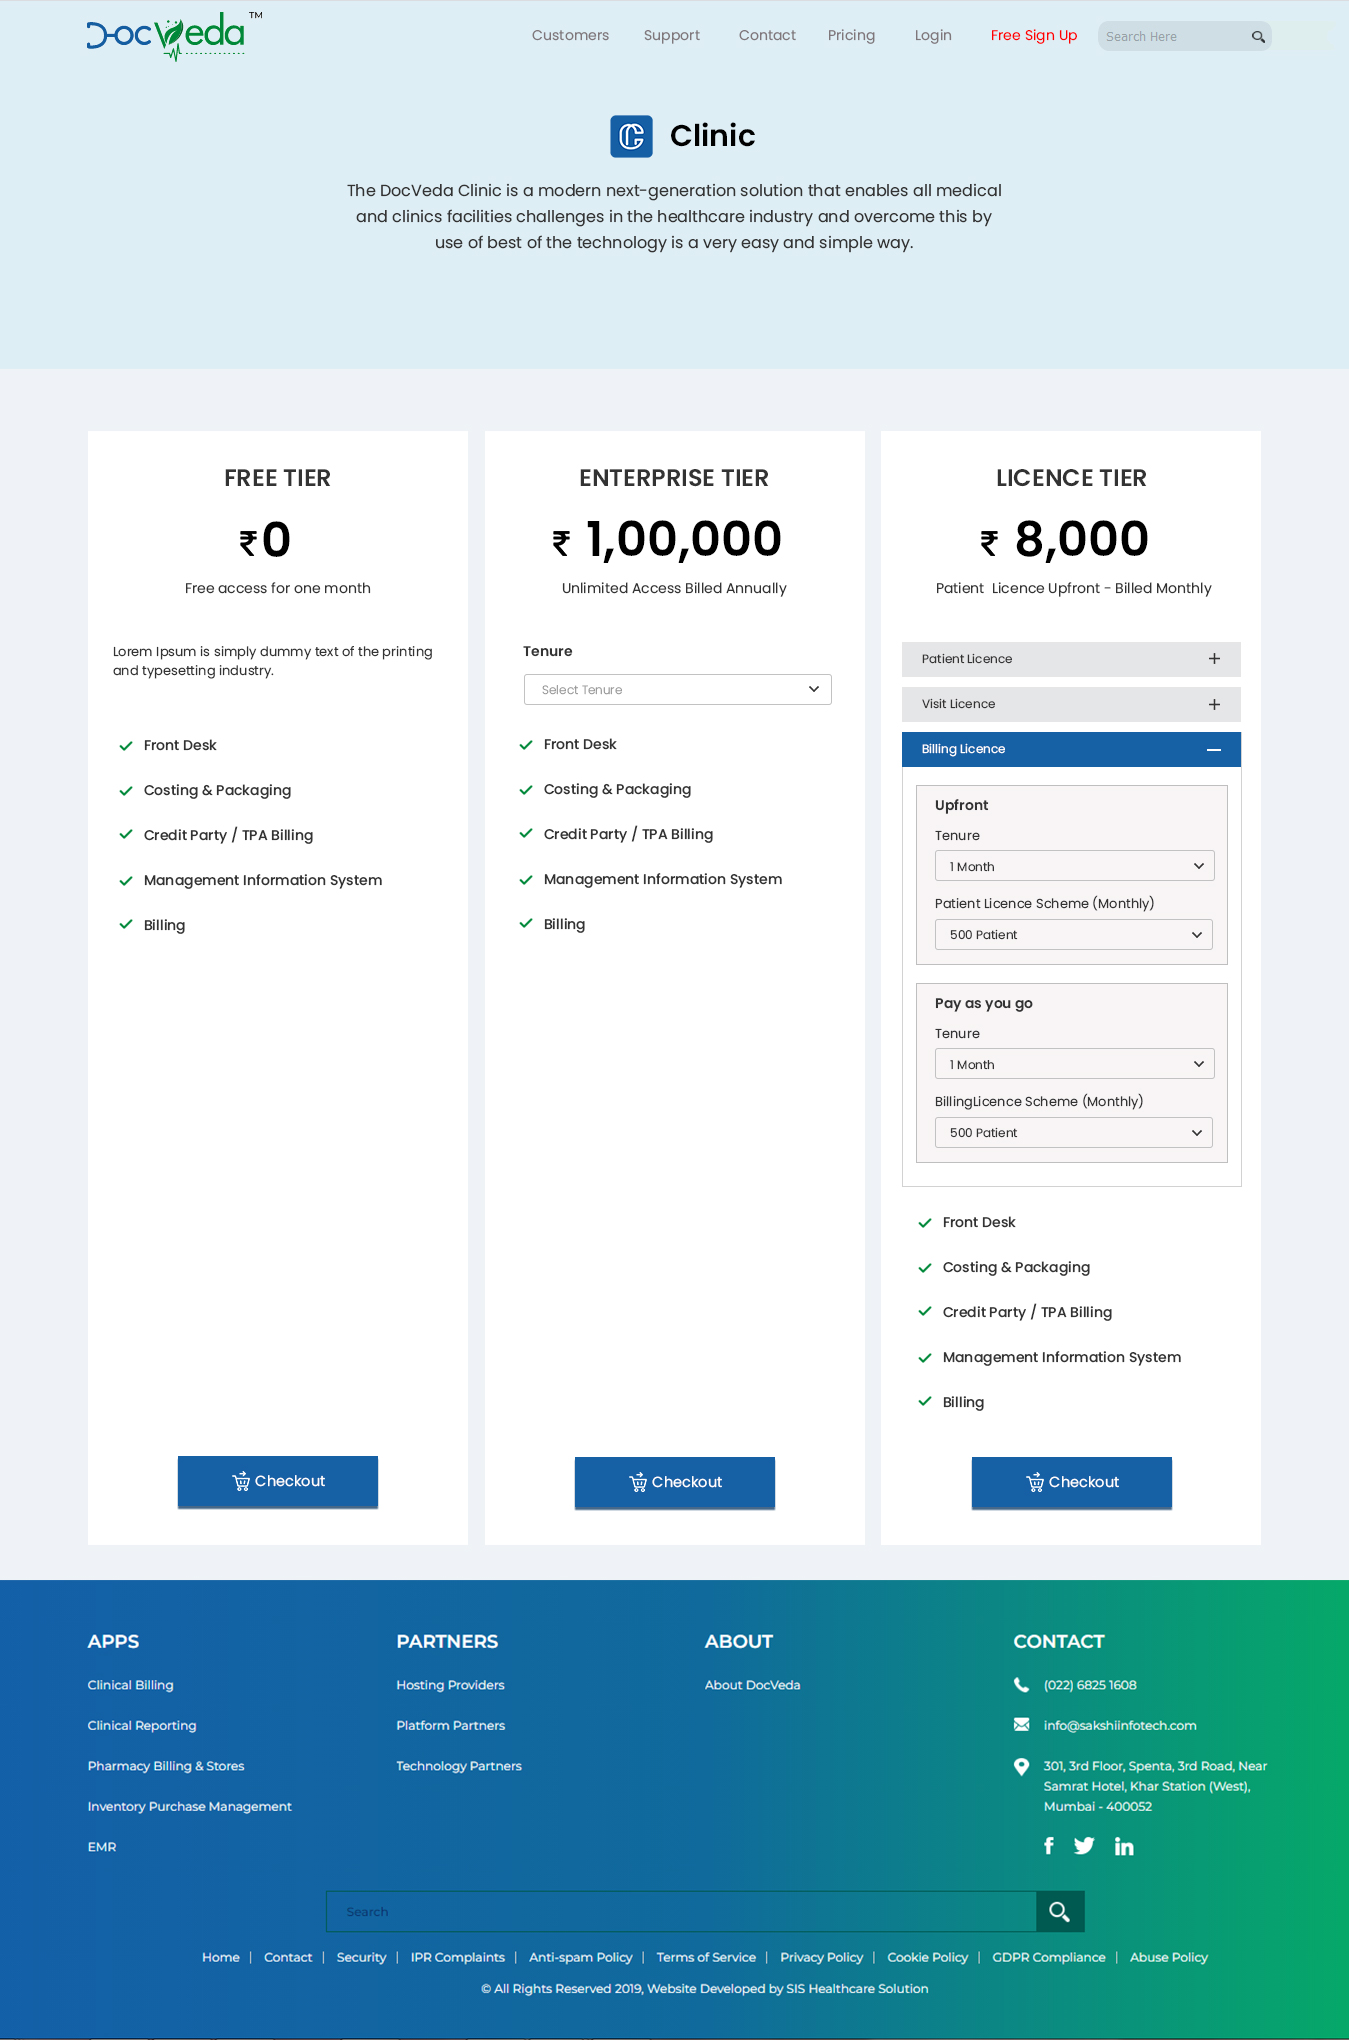 DocVeda TM
Customers Support Contact Pricing Login Free Sign Up Search Here
Clinic
The DocVeda Clinic is a modern next-generation solution that enables all medical
and clinics facilities challenges in the healthcare industry and overcome this by
use of best of the technology is a very easy and simple way.
FREE TIER
₹0
Free access for one month
Lorem Ipsum is simply dummy text of the printing
and typesetting industry.
Front Desk
Costing & Packaging
Credit Party / TPA Billing
Management Information System
Billing
Checkout
ENTERPRISE TIER
₹ 1,00,000
Unlimited Access Billed Annually
Tenure
Select Tenure
Front Desk
Costing & Packaging
Credit Party / TPA Billing
Management Information System
Billing
Checkout
LICENCE TIER
₹ 8,000
Patient Licence Upfront - Billed Monthly
Patient Licence
Visit Licence
Billing Licence
Upfront
Tenure
1 Month
Patient Licence Scheme (Monthly)
500 Patient
Pay as you go
Tenure
1 Month
BillingLicence Scheme (Monthly)
500 Patient
Front Desk
Costing & Packaging
Credit Party / TPA Billing
Management Information System
Billing
Checkout
APPS
Clinical Billing
Clinical Reporting
Pharmacy Billing & Stores
Inventory Purchase Management
EMR
PARTNERS
Hosting Providers
Platform Partners
Technology Partners
ABOUT
About DocVeda
CONTACT
(022) 6825 1608
info@sakshiinfotech.com
301, 3rd Floor, Spenta, 3rd Road, Near
Samrat Hotel, Khar Station (West),
Mumbai - 400052
Search
Home | Contact | Security | IPR Complaints | Anti-spam Policy | Terms of Service | Privacy Policy | Cookie Policy | GDPR Compliance | Abuse Policy
© All Rights Reserved 2019, Website Developed by SIS Healthcare Solution